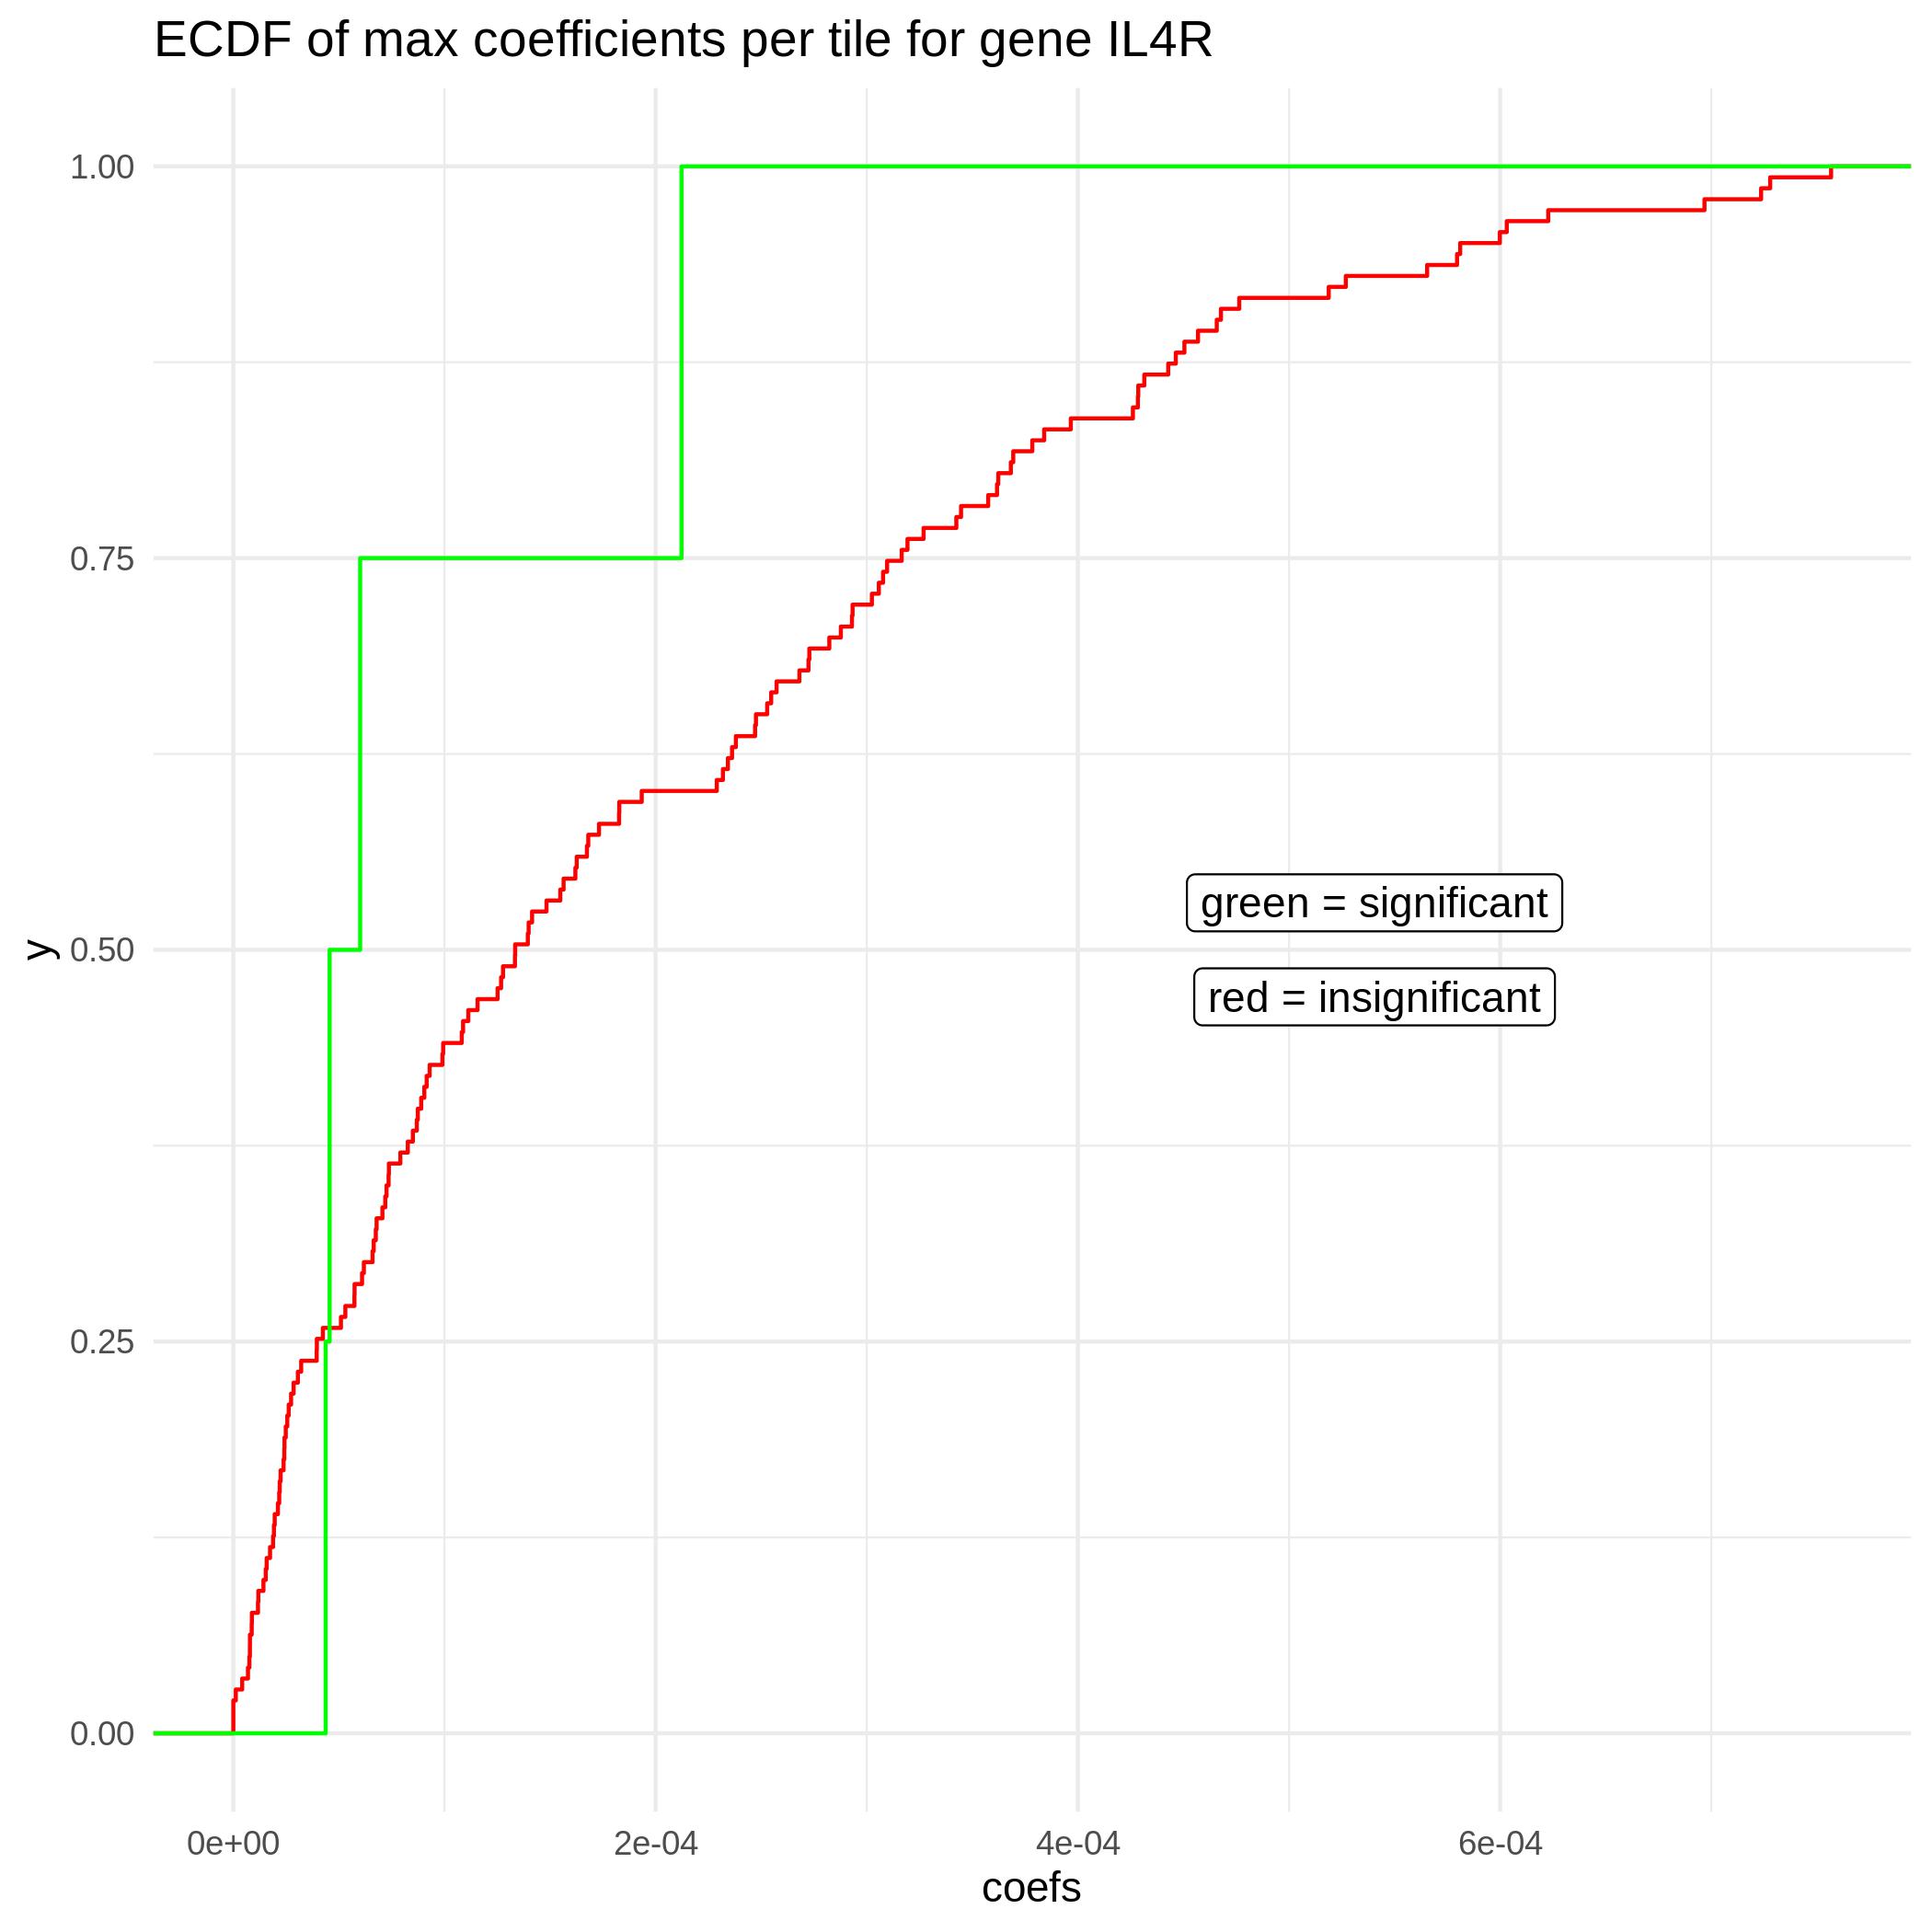 ECDF of max coefficients per tile for gene IL4R
1.00
0.75
0.50
0.25
0.00
y
green = significant
red = insignificant
0e+00 2e-04 4e-04 6e-04
coefs